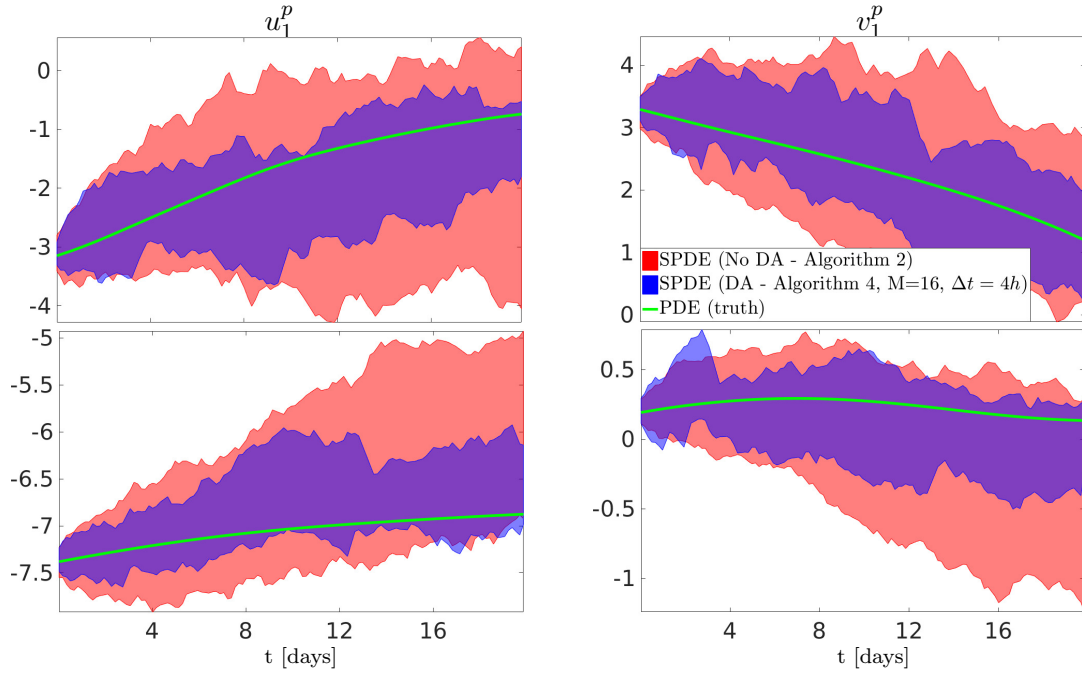 u_1^p
v_1^p
0
-1
-2
-3
-4
4
3
2
1
0
SPDE (No DA - Algorithm 2)
SPDE (DA - Algorithm 4, M=16, Δt = 4h)
PDE (truth)
-5
-5.5
-6
-6.5
-7
-7.5
0.5
0
-0.5
-1
4 8 12 16
4 8 12 16
t [days]
t [days]